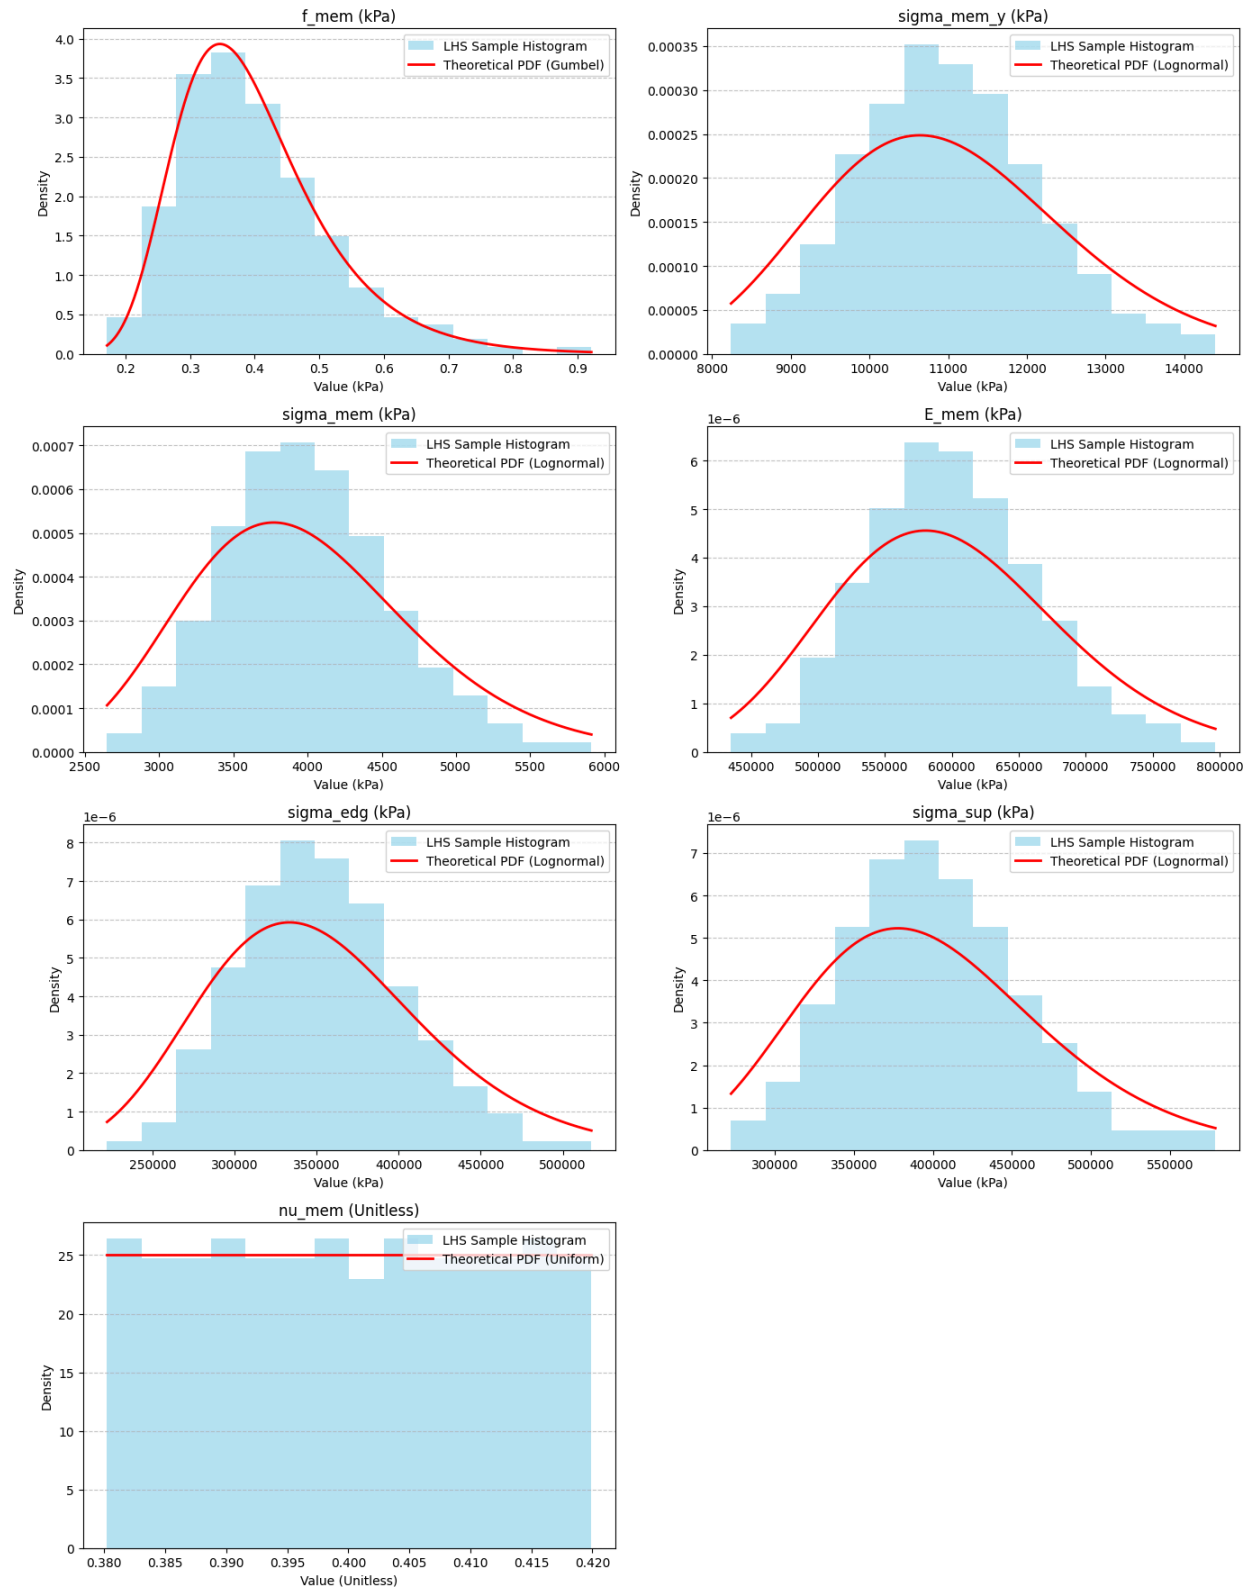 f_mem (kPa)
LHS Sample Histogram
Theoretical PDF (Gumbel)
Density
4.0
3.5
3.0
2.5
2.0
1.5
1.0
0.5
0.0
0.2 0.3 0.4 0.5 0.6 0.7 0.8 0.9
Value (kPa)
sigma_mem_y (kPa)
LHS Sample Histogram
Theoretical PDF (Lognormal)
Density
0.00035
0.00030
0.00025
0.00020
0.00015
0.00010
0.00005
0.00000
8000 9000 10000 11000 12000 13000 14000
Value (kPa)
sigma_mem (kPa)
LHS Sample Histogram
Theoretical PDF (Lognormal)
Density
0.0007
0.0006
0.0005
0.0004
0.0003
0.0002
0.0001
0.0000
2500 3000 3500 4000 4500 5000 5500 6000
Value (kPa)
E_mem (kPa)
1e−6
LHS Sample Histogram
Theoretical PDF (Lognormal)
Density
6
5
4
3
2
1
0
450000 500000 550000 600000 650000 700000 750000 800000
Value (kPa)
sigma_edg (kPa)
1e−6
LHS Sample Histogram
Theoretical PDF (Lognormal)
Density
8
7
6
5
4
3
2
1
0
250000 300000 350000 400000 450000 500000
Value (kPa)
sigma_sup (kPa)
1e−6
LHS Sample Histogram
Theoretical PDF (Lognormal)
Density
7
6
5
4
3
2
1
0
300000 350000 400000 450000 500000 550000
Value (kPa)
nu_mem (Unitless)
LHS Sample Histogram
Theoretical PDF (Uniform)
Density
25
20
15
10
5
0
0.380 0.385 0.390 0.395 0.400 0.405 0.410 0.415 0.420
Value (Unitless)